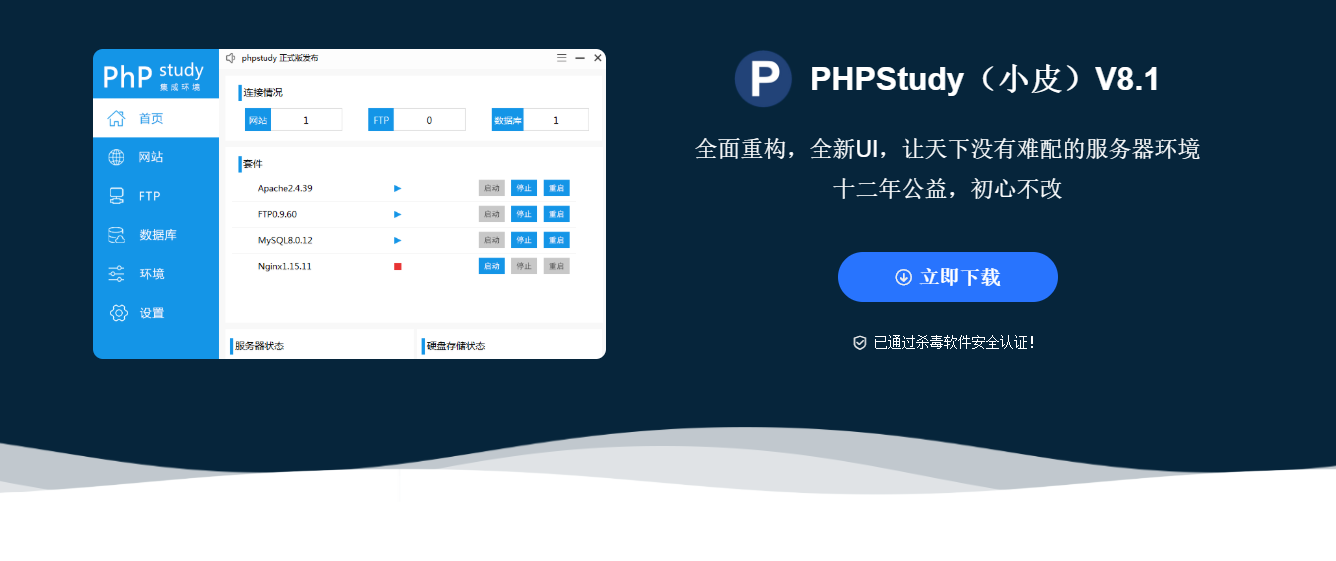 PhP study
集成环境
首页
网站
FTP
数据库
环境
设置
phpstudy 正式版发布
连接情况
网站 1 FTP 0 数据库 1
套件
Apache2.4.39 启动 停止 重启
FTP0.9.60 启动 停止 重启
MySQL8.0.12 启动 停止 重启
Nginx1.15.11 启动 停止 重启
服务器状态 硬盘存储状态
P PHPStudy（小皮）V8.1
全面重构，全新UI，让天下没有难配的服务器环境
十二年公益，初心不改
立即下载
已通过杀毒软件安全认证！